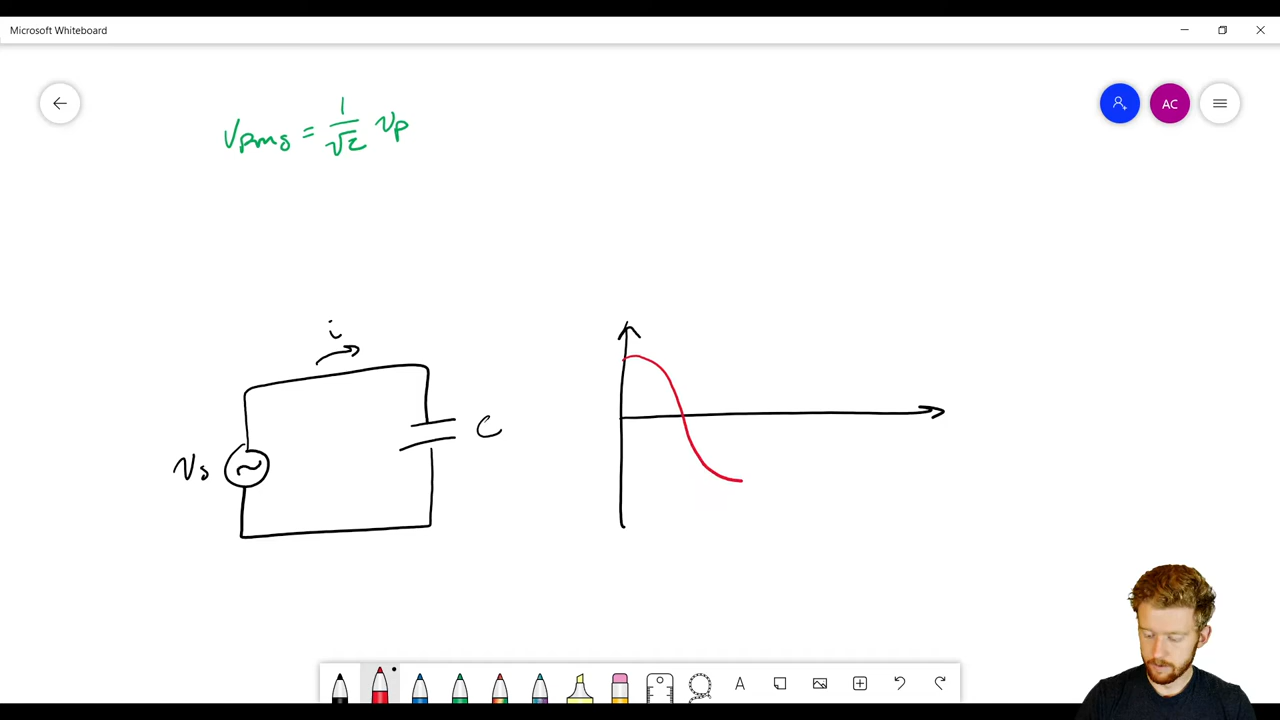 Microsoft Whiteboard
AC
VRMS = 1/√2 Vp
i
Vs
C
A